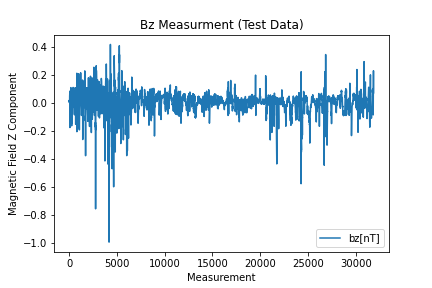 Bz Measurment (Test Data)
Magnetic Field Z Component
0.4
0.2
0.0
−0.2
−0.4
−0.6
−0.8
−1.0
bz[nT]
0 5000 10000 15000 20000 25000 30000
Measurement